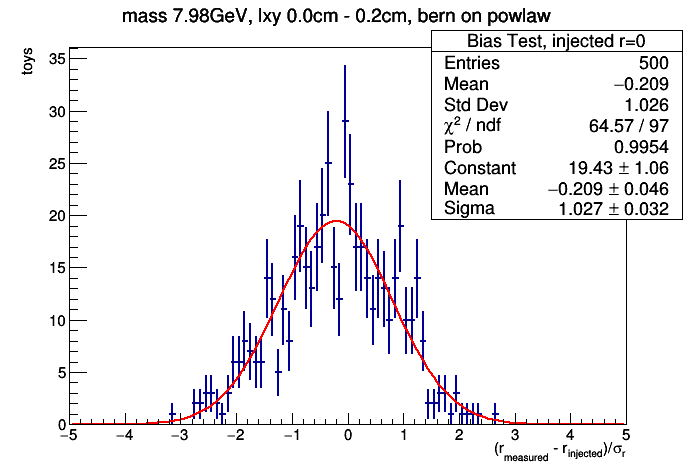 mass 7.98GeV, lxy 0.0cm - 0.2cm, bern on powlaw
Bias Test, injected r=0
Entries 500
Mean −0.209
Std Dev 1.026
χ² / ndf 64.57 / 97
Prob 0.9954
Constant 19.43 ± 1.06
Mean −0.209 ± 0.046
Sigma 1.027 ± 0.032
toys
35
30
25
20
15
10
5
0
−5 −4 −3 −2 −1 0 1 2 3 4 5
(r_measured - r_injected)/σ_r